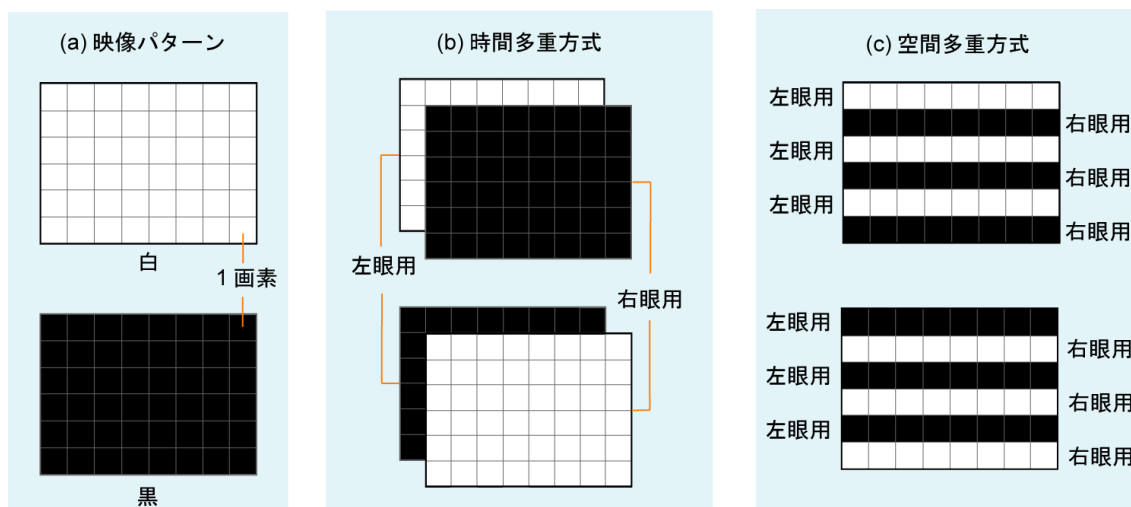 (a) 映像パターン
白
1 画素
黒
(b) 時間多重方式
左眼用
右眼用
(c) 空間多重方式
左眼用
右眼用
左眼用
右眼用
左眼用
右眼用
左眼用
右眼用
左眼用
右眼用
左眼用
右眼用